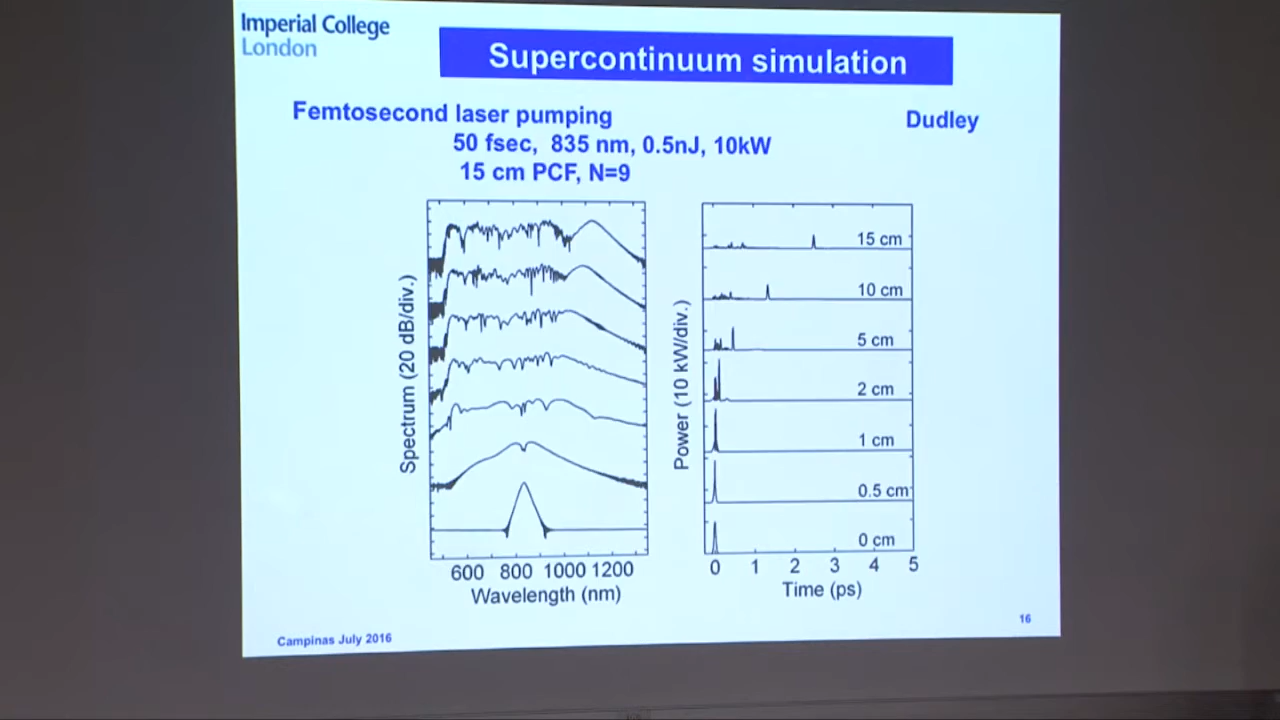 Imperial College
London
Supercontinuum simulation
Femtosecond laser pumping
Dudley
50 fsec, 835 nm, 0.5nJ, 10kW
15 cm PCF, N=9
Spectrum (20 dB/div.)
600 800 1000 1200
Wavelength (nm)
Power (10 kW/div.)
15 cm
10 cm
5 cm
2 cm
1 cm
0.5 cm
0 cm
0 1 2 3 4 5
Time (ps)
Campinas July 2016
16